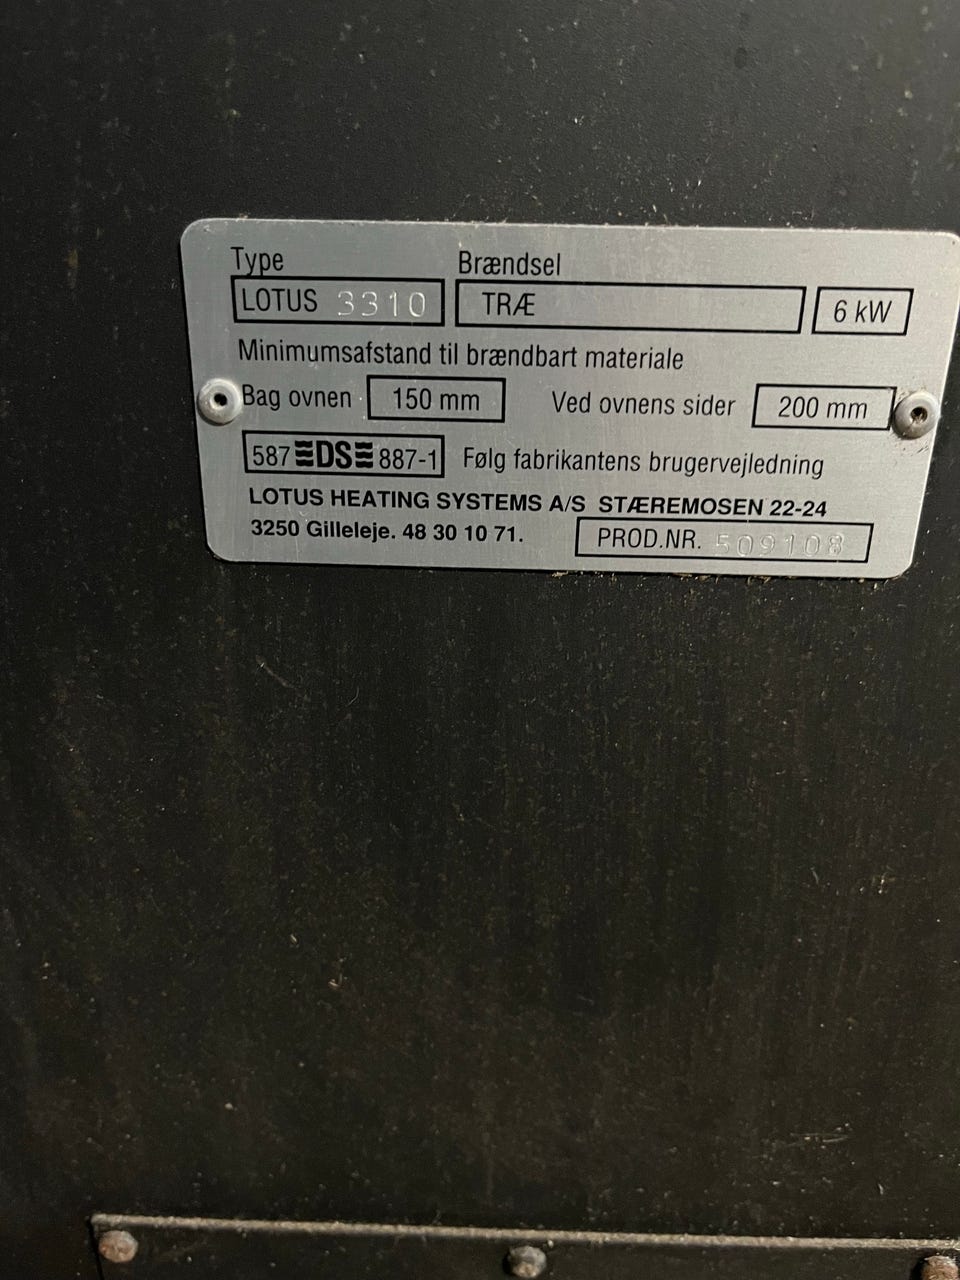 Type Brændsel
LOTUS 3310 TRÆ 6 kW
Minimumsafstand til brændbart materiale
Bag ovnen 150 mm Ved ovnens sider 200 mm
587 DS 887-1 Følg fabrikantens brugervejledning
LOTUS HEATING SYSTEMS A/S STÆREMOSEN 22-24
3250 Gilleleje. 48 30 10 71. PROD.NR. 509108